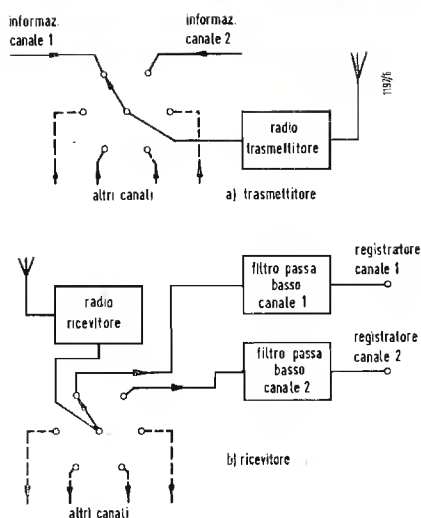 informaz.
canale 1
informaz.
canale 2
1197/6
radio
trasmettitore
altri canali
a) trasmettitore
radio
ricevitore
filtro passa
basso
canale 1
registratore
canale 1
filtro passa
basso
canale 2
registratore
canale 2
b) ricevitore
altri canali